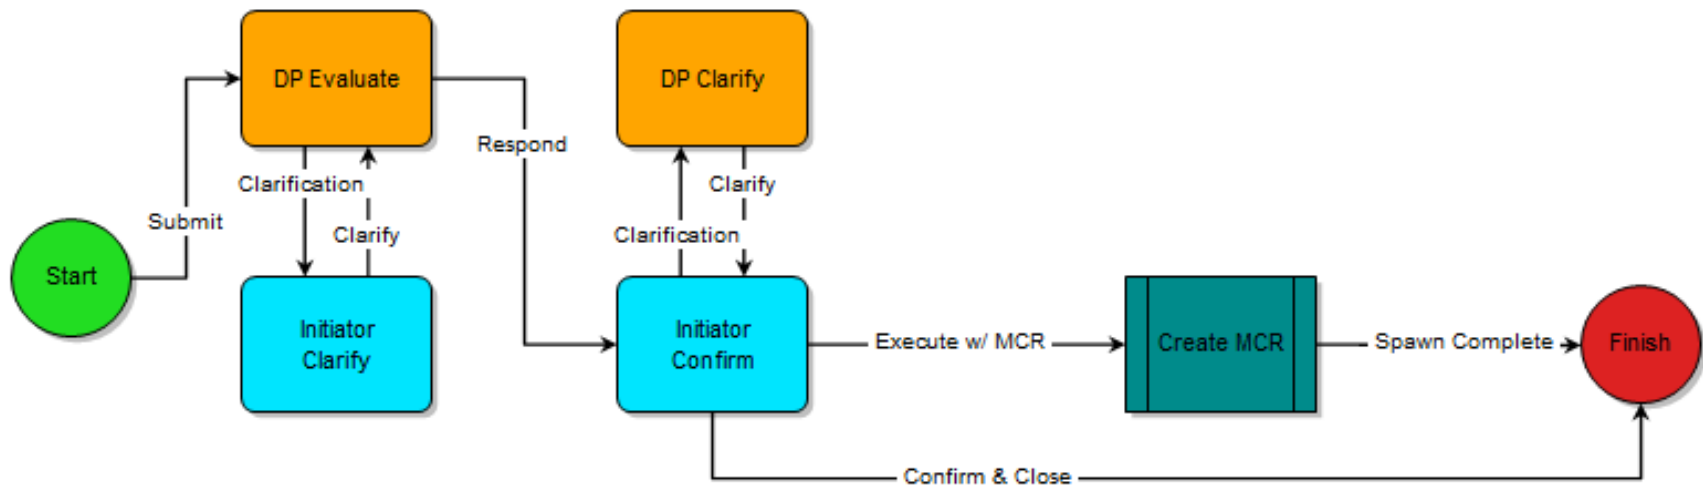 DP Evaluate
DP Clarify
Respond
Clarification
Clarify
Submit
Clarify
Clarification
Start
Initiator
Clarify
Initiator
Confirm
Execute w/ MCR
Create MCR
Spawn Complete
Finish
Confirm & Close